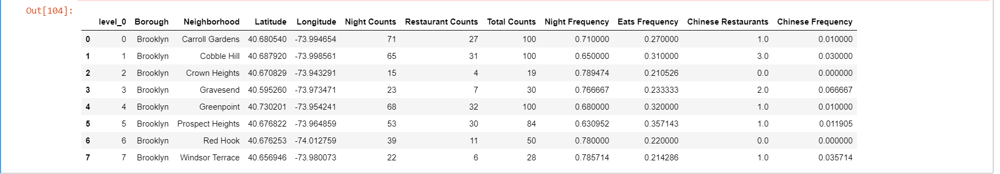 Out[104]:
level_0 Borough Neighborhood Latitude Longitude Night Counts Restaurant Counts Total Counts Night Frequency Eats Frequency Chinese Restaurants Chinese Frequency
0 0 Brooklyn Carroll Gardens 40.680540 -73.994654 71 27 100 0.710000 0.270000 1.0 0.010000
1 1 Brooklyn Cobble Hill 40.687920 -73.998561 65 31 100 0.650000 0.310000 3.0 0.030000
2 2 Brooklyn Crown Heights 40.670829 -73.943291 15 4 19 0.789474 0.210526 0.0 0.000000
3 3 Brooklyn Gravesend 40.595260 -73.973471 23 7 30 0.766667 0.233333 2.0 0.066667
4 4 Brooklyn Greenpoint 40.730201 -73.954241 68 32 100 0.680000 0.320000 1.0 0.010000
5 5 Brooklyn Prospect Heights 40.676822 -73.964859 53 30 84 0.630952 0.357143 1.0 0.011905
6 6 Brooklyn Red Hook 40.676253 -74.012759 39 11 50 0.780000 0.220000 0.0 0.000000
7 7 Brooklyn Windsor Terrace 40.656946 -73.980073 22 6 28 0.785714 0.214286 1.0 0.035714